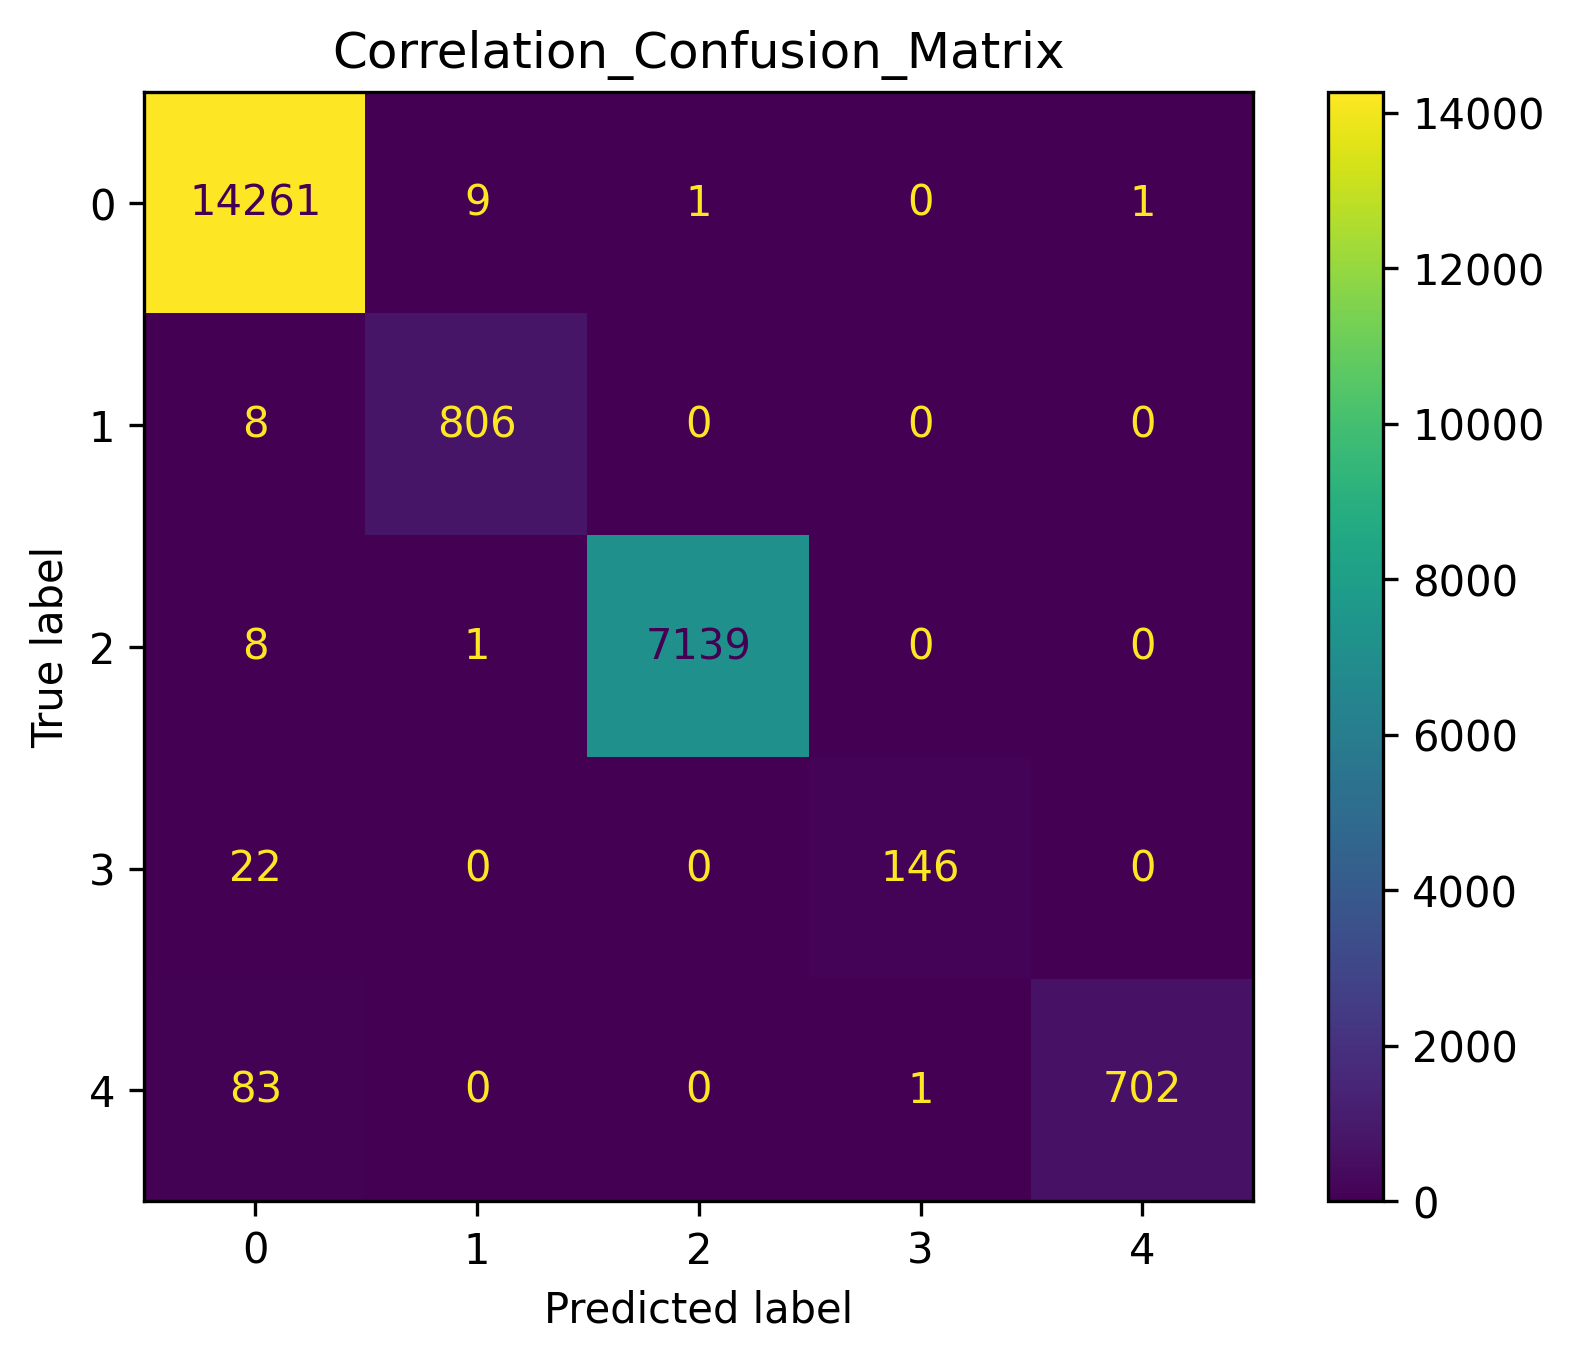 Correlation_Confusion_Matrix
True label
0 14261 9 1 0 1
1 8 806 0 0 0
2 8 1 7139 0 0
3 22 0 0 146 0
4 83 0 0 1 702
0 1 2 3 4
Predicted label
14000
12000
10000
8000
6000
4000
2000
0